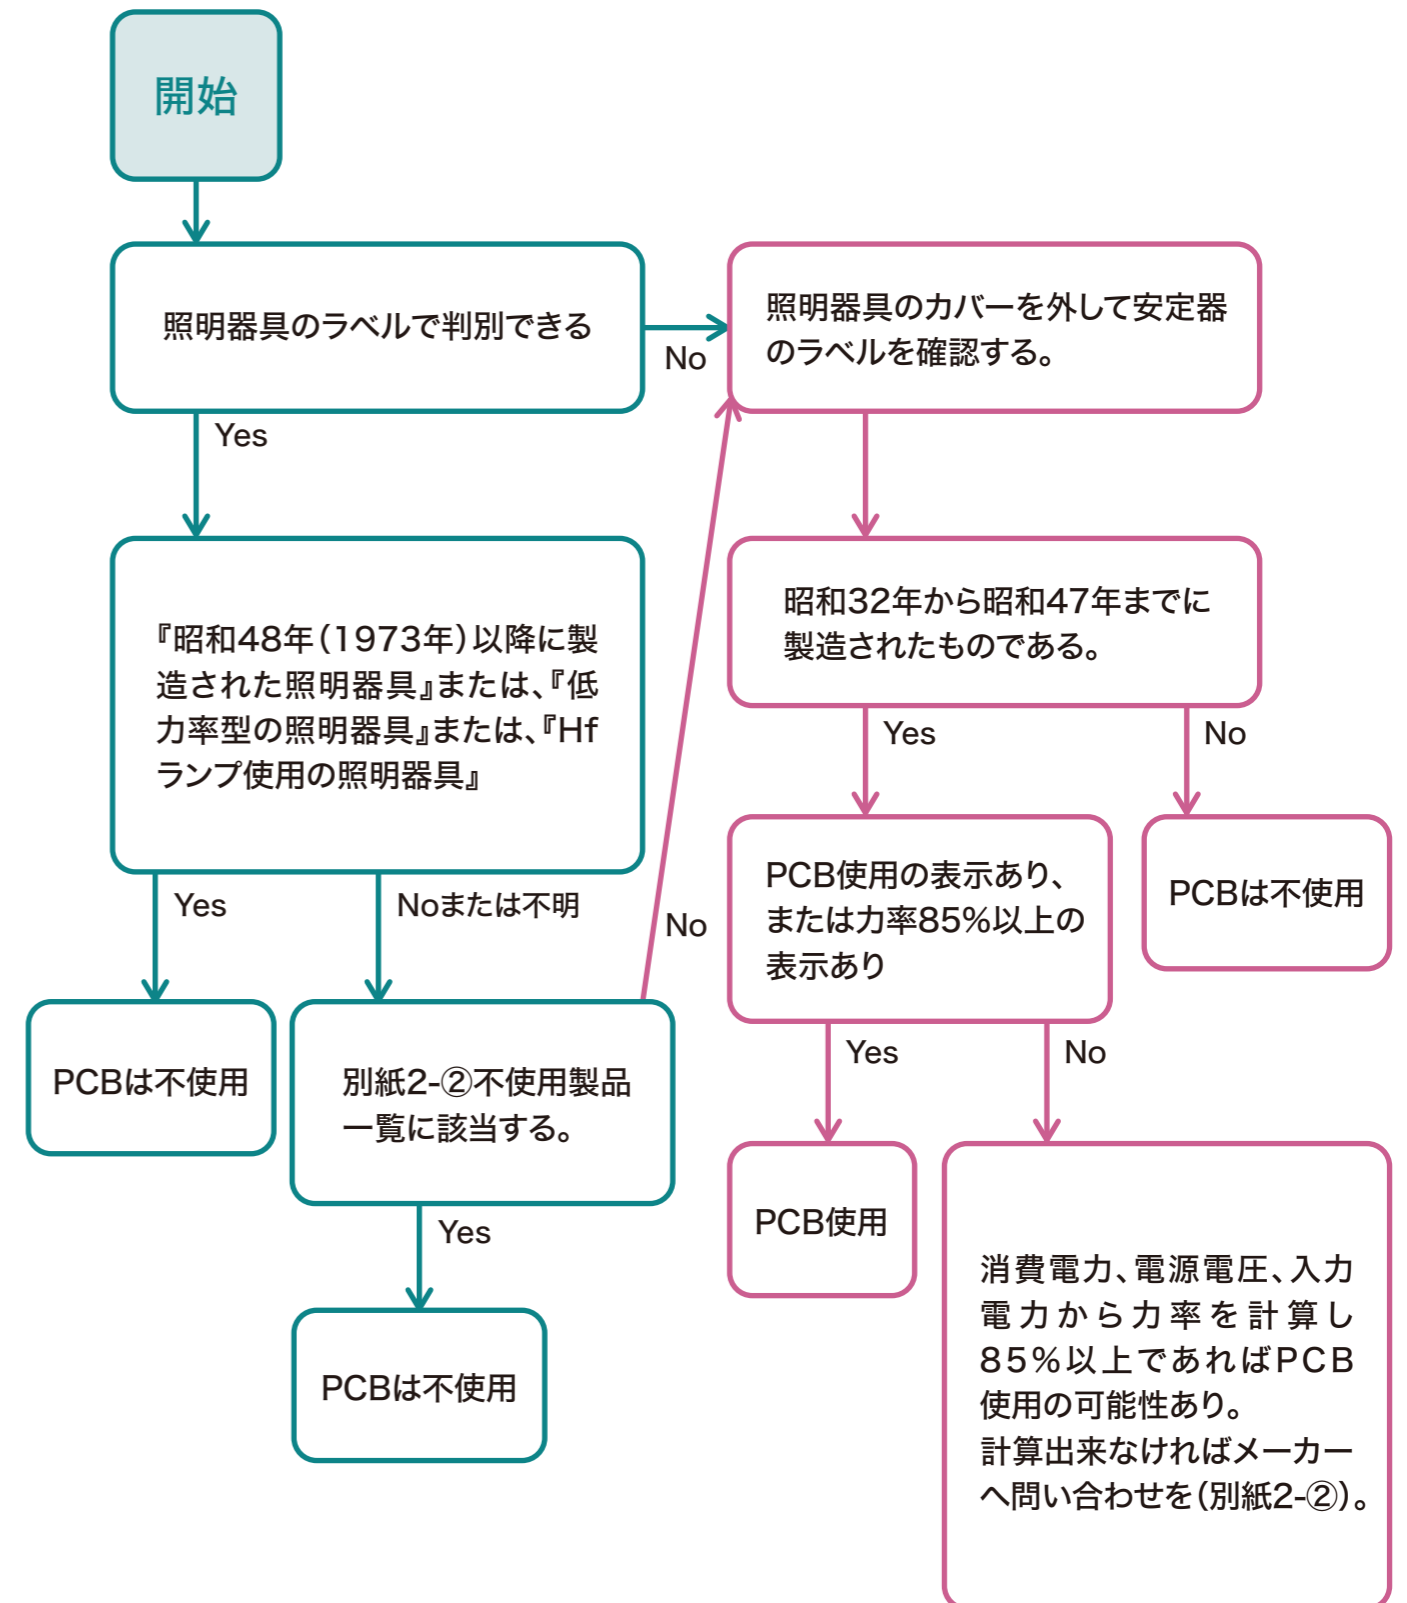 開始
照明器具のラベルで判別できる
No
照明器具のカバーを外して安定器
のラベルを確認する。
Yes
『昭和48年(1973年)以降に製
造された照明器具』または、『低
力率型の照明器具』または、『Hf
ランプ使用の照明器具』
昭和32年から昭和47年までに
製造されたものである。
Yes
No
Yes
Noまたは不明
No
PCB使用の表示あり、
または力率85%以上の
表示あり
PCBは不使用
PCBは不使用
別紙2-②不使用製品
一覧に該当する。
Yes
No
Yes
PCB使用
消費電力、電源電圧、入力
電力から力率を計算し
85%以上であればPCB
使用の可能性あり。
計算出来なければメーカー
へ問い合わせを(別紙2-②)。
PCBは不使用